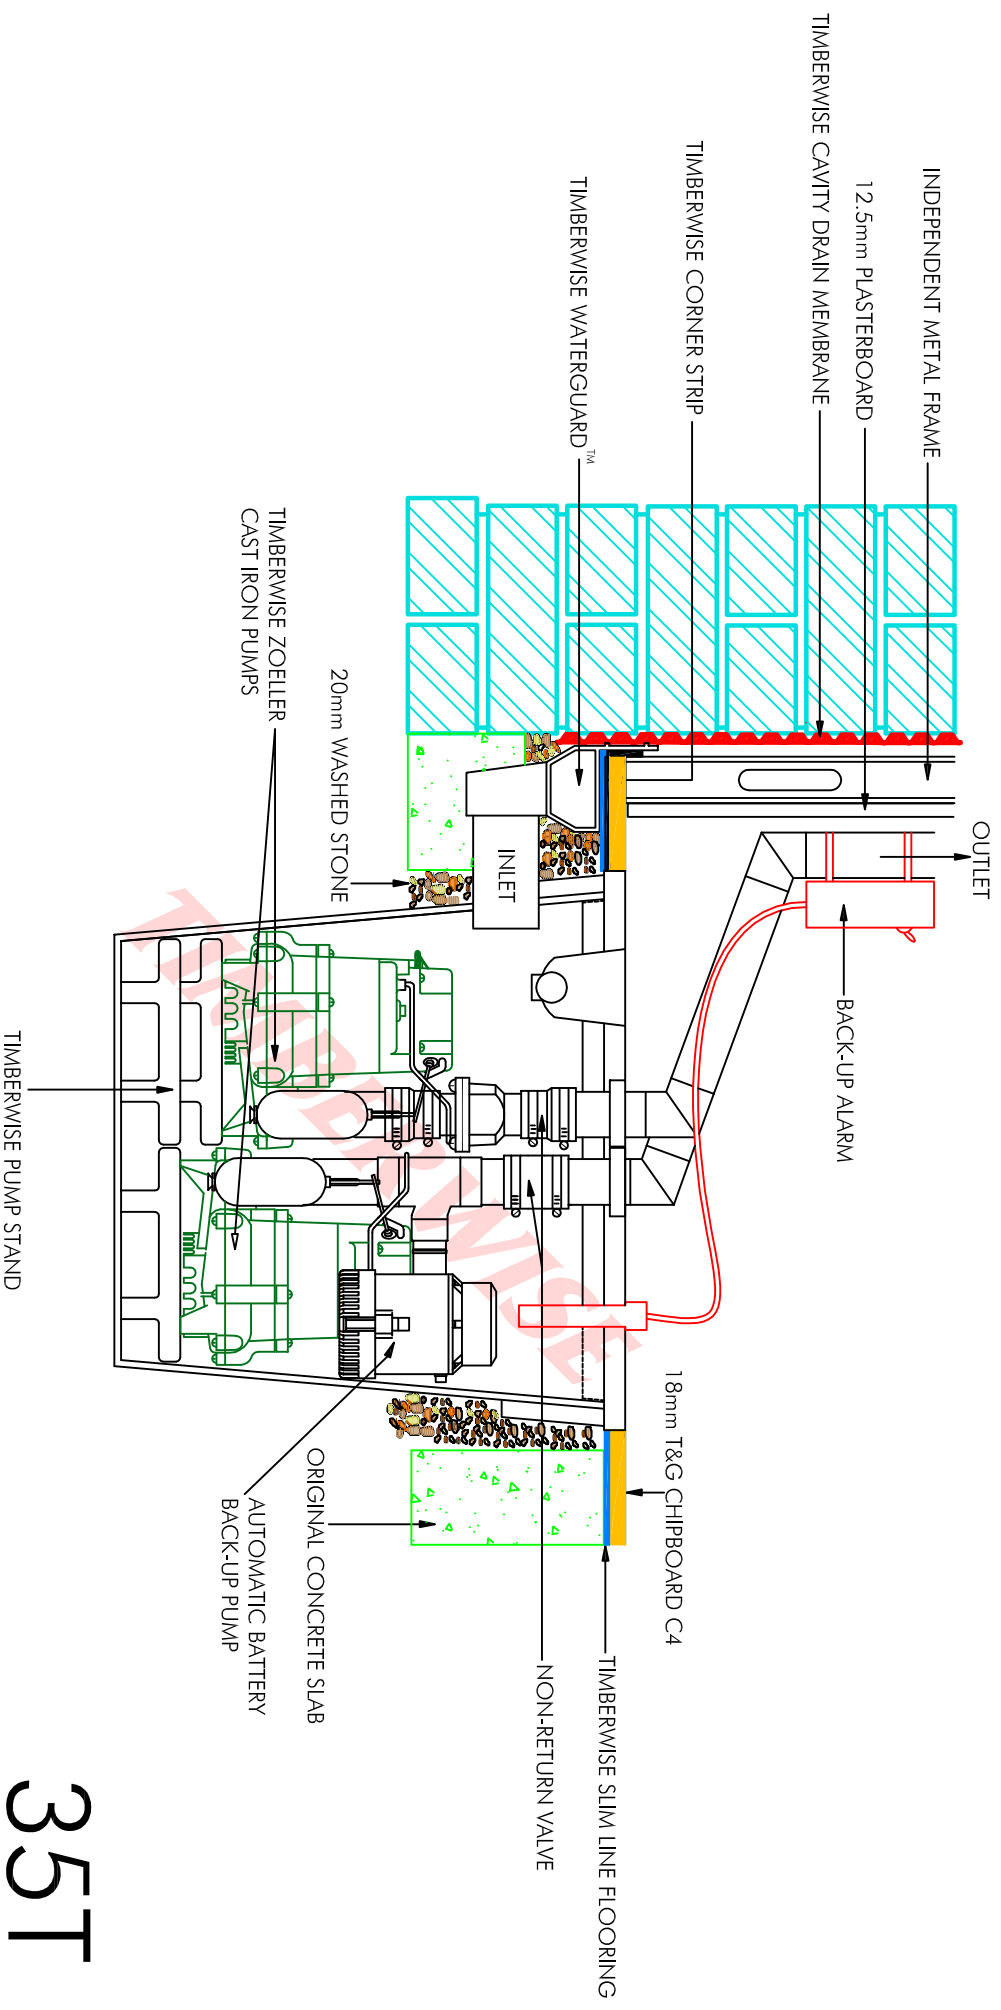 INDEPENDENT METAL FRAME
12.5mm PLASTERBOARD
TIMBERWISE CAVITY DRAIN MEMBRANE
TIMBERWISE CORNER STRIP
TIMBERWISE WATERGUARD™
OUTLET
BACK-UP ALARM
18mm T&G CHIPBOARD C4
TIMBERWISE SLIM LINE FLOORING
NON-RETURN VALVE
INLET
20mm WASHED STONE
TIMBERWISE ZOELLER
CAST IRON PUMPS
ORIGINAL CONCRETE SLAB
AUTOMATIC BATTERY
BACK-UP PUMP
TIMBERWISE PUMP STAND
TIMBERWISE
35T